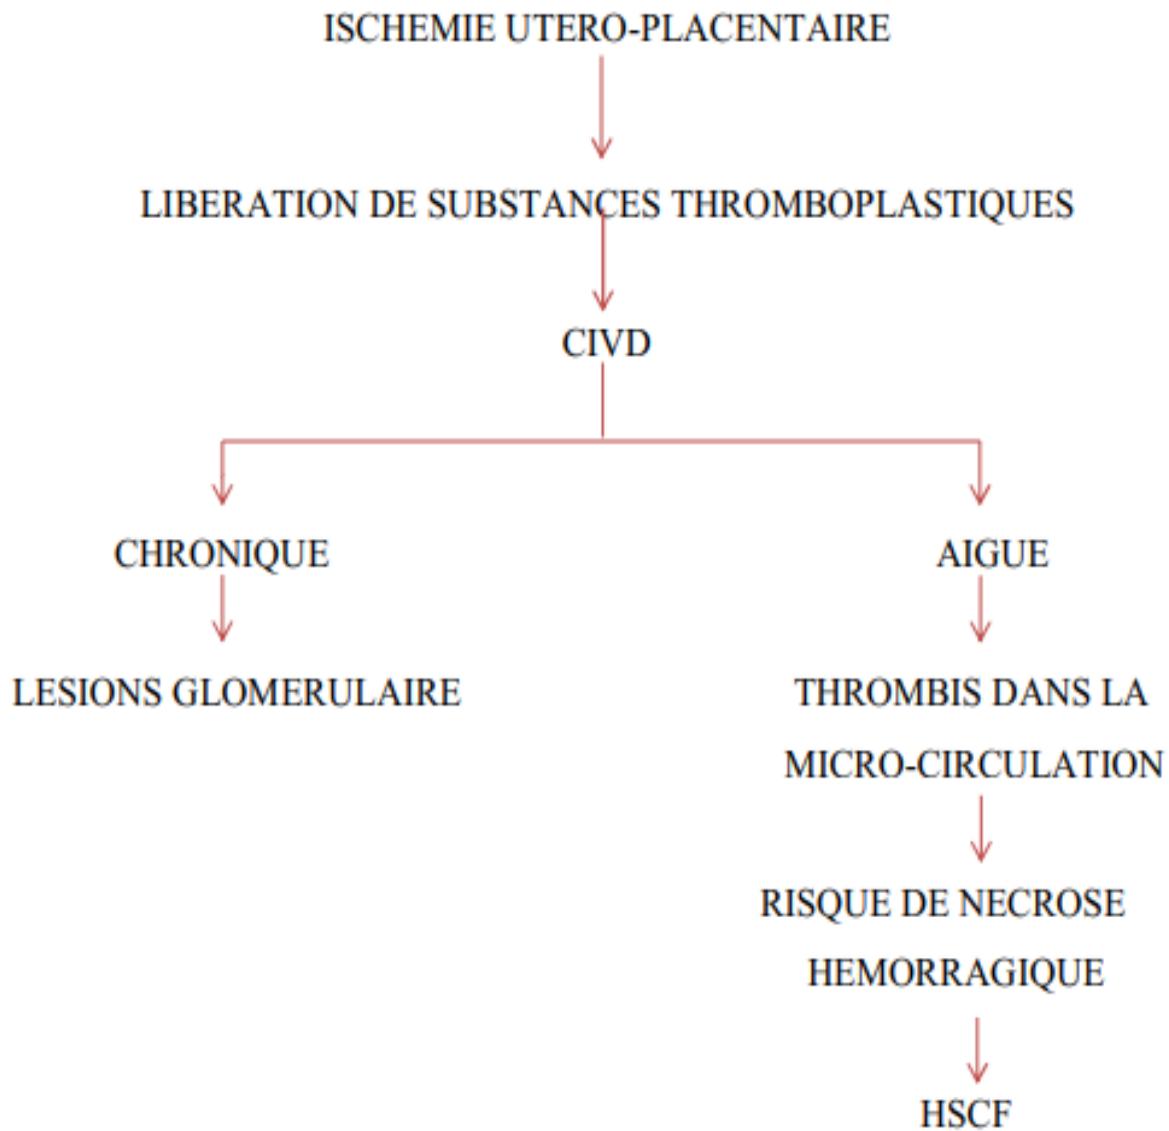 ISCHEMIE UTERO-PLACENTAIRE
LIBERATION DE SUBSTANCES THROMBOPLASTIQUES
CIVD
CHRONIQUE
AIGUE
LESIONS GLOMERULAIRE
THROMBIS DANS LA
MICRO-CIRCULATION
RISQUE DE NECROSE
HEMORRAGIQUE
HSCF